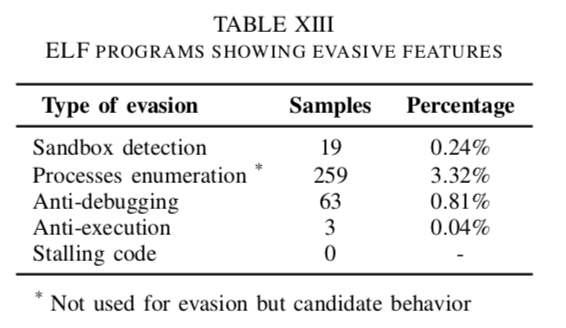 TABLE XIII
ELF PROGRAMS SHOWING EVASIVE FEATURES
Type of evasion Samples Percentage
Sandbox detection 19 0.24%
Processes enumeration * 259 3.32%
Anti-debugging 63 0.81%
Anti-execution 3 0.04%
Stalling code 0 -
* Not used for evasion but candidate behavior